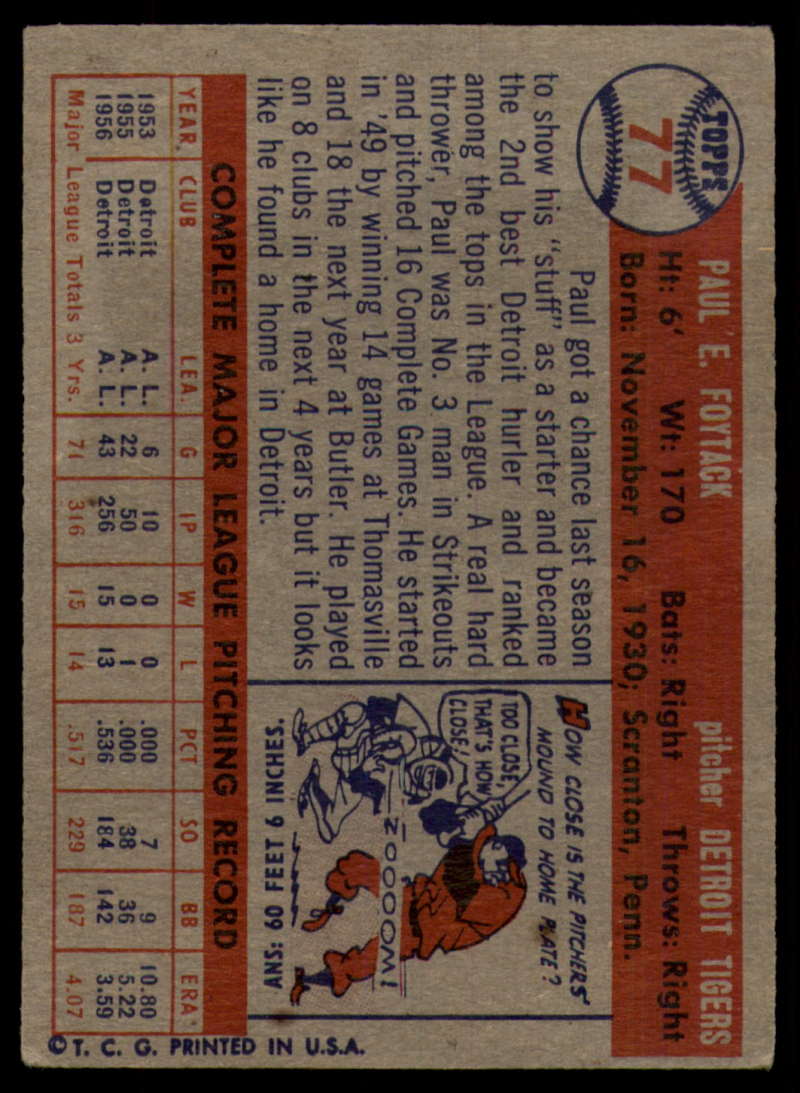 TOPPS
77
PAUL E. FOYTACK pitcher DETROIT TIGERS
Ht: 6' Wt: 170 Bats: Right Throws: Right
Born: November 16, 1930; Scranton, Penn.
Paul got a chance last season
to show his "stuff" as a starter and became
the 2nd best Detroit hurler and ranked
among the tops in the League. A real hard
thrower, Paul was No. 3 man in Strikeouts
and pitched 16 Complete Games. He started
in '49 by winning 14 games at Thomasville
and 18 the next year at Butler. He played
on 8 clubs in the next 4 years but it looks
like he found a home in Detroit.
HOW CLOSE IS THE PITCHERS'
MOUND TO HOME PLATE?
TOO CLOSE,
THAT'S HOW
CLOSE!
ZOOOOM!
ANS: 60 FEET 6 INCHES.
COMPLETE MAJOR LEAGUE PITCHING RECORD
YEAR CLUB LEA. G IP W L PCT SO BB ERA
1953 Detroit A. L. 6 10 0 0 .000 7 9 10.80
1955 Detroit A. L. 22 50 0 1 .000 38 36 5.22
1956 Detroit A. L. 43 256 15 13 .536 184 142 3.59
Major League Totals 3 Yrs. 71 316 15 14 .517 229 187 4.07
©T. C. G. PRINTED IN U.S.A.